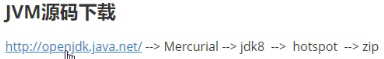 JVM源码下载
http://openjdk.java.net/ --> Mercurial --> jdk8 --> hotspot --> zip